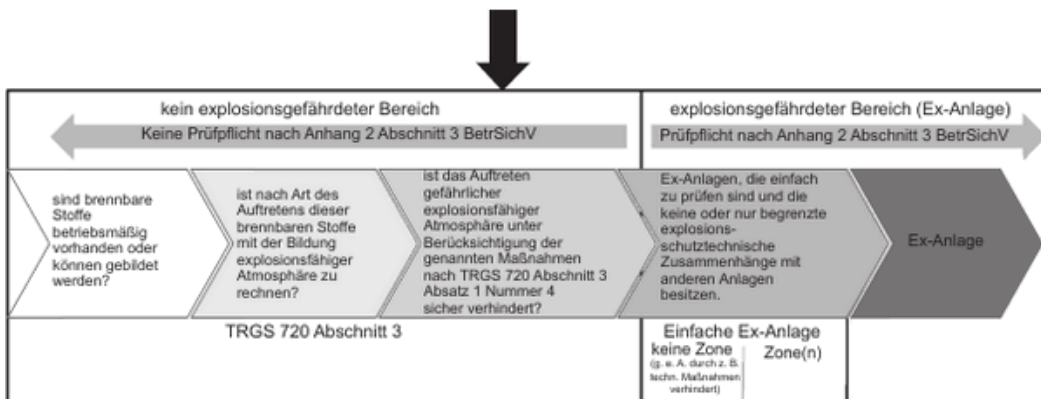 kein explosionsgefährdeter Bereich
Keine Prüfpflicht nach Anhang 2 Abschnitt 3 BetrSichV
explosionsgefährdeter Bereich (Ex-Anlage)
Prüfpflicht nach Anhang 2 Abschnitt 3 BetrSichV
sind brennbare
Stoffe
betriebsmäßig
vorhanden oder
können gebildet
werden?
ist nach Art des
Auftretens dieser
brennbaren Stoffe
mit der Bildung
explosionsfähiger
Atmosphäre zu
rechnen?
ist das Auftreten
gefährlicher
explosionsfähiger
Atmosphäre unter
Berücksichtigung der
genannten Maßnahmen
nach TRGS 720 Abschnitt 3
Absatz 1 Nummer 4
sicher verhindert?
Ex-Anlagen, die einfach
zu prüfen sind und die
keine oder nur begrenzte
explosions-
schutztechnische
Zusammenhänge mit
anderen Anlagen
besitzen.
Ex-Anlage
TRGS 720 Abschnitt 3
Einfache Ex-Anlage
keine Zone
(g. e. A. durch z. B.
techn. Maßnahmen
verhindert)
Zone(n)